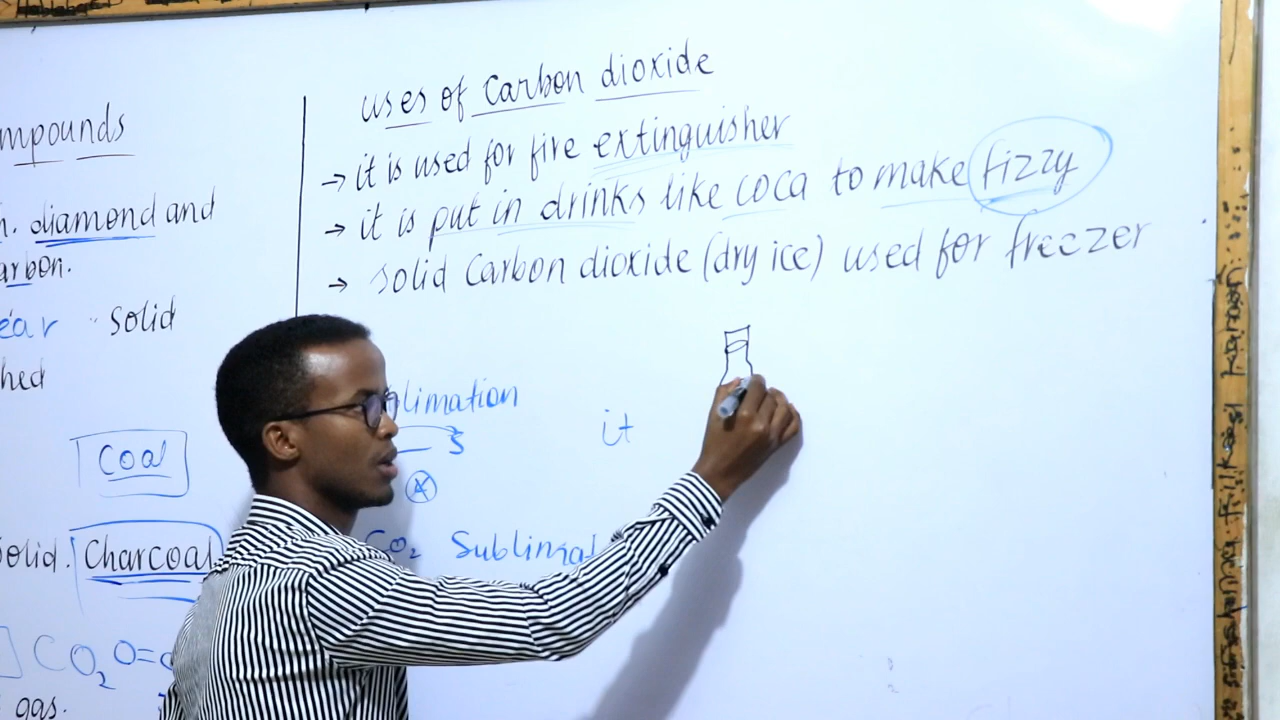 mpounds
diamond and
arbon.
ear solid
hed
Coal
olid. Charcoal
CO₂ O=
gas.
uses of carbon dioxide
→ it is used for fire extinguisher
→ it is put in drinks like coca to make fizzy
→ solid Carbon dioxide (dry ice) used for freezer
limation
S
it
CO₂ Sublimat